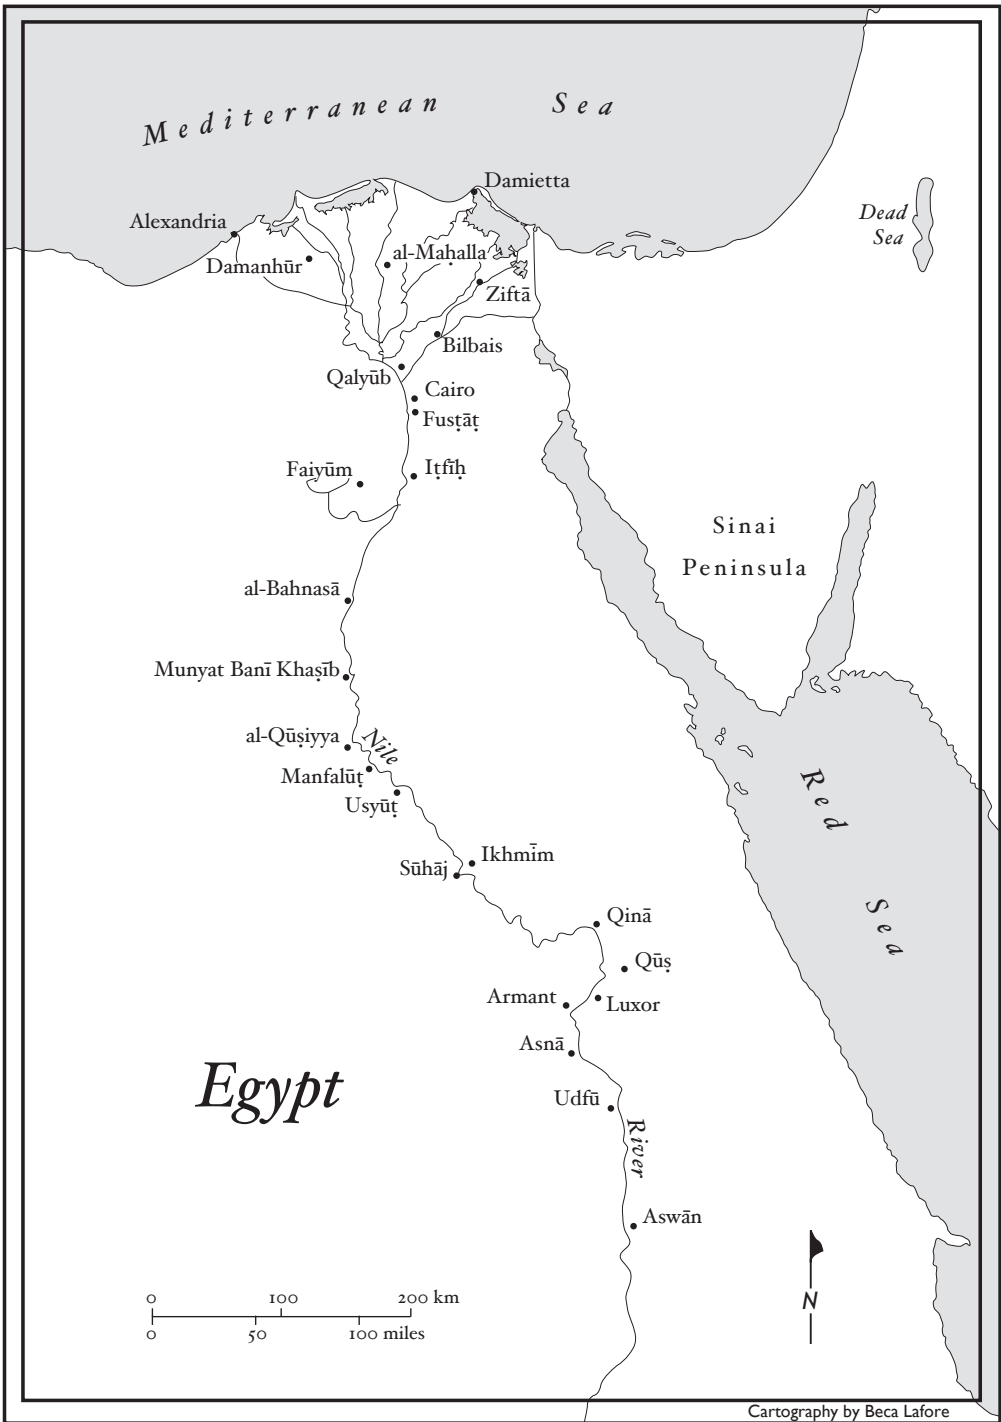 Mediterranean Sea
Damietta
Dead
Sea
Alexandria
al-Maḥalla
Damanhūr
Ziftā
Bilbais
Qalyūb
Cairo
Fusṭāṭ
Faiyūm
Iṭfīḥ
Sinai
Peninsula
al-Bahnasā
Munyat Banī Khaṣīb
al-Qūṣiyya
Nile
Manfalūṭ
Usyūṭ
Red
Ikhmīm
Sūhāj
Sea
Qinā
Qūṣ
Armant
Luxor
Asnā
Egypt
Udfū
River
Aswān
0 100 200 km
0 50 100 miles
N
Cartography by Beca Lafore